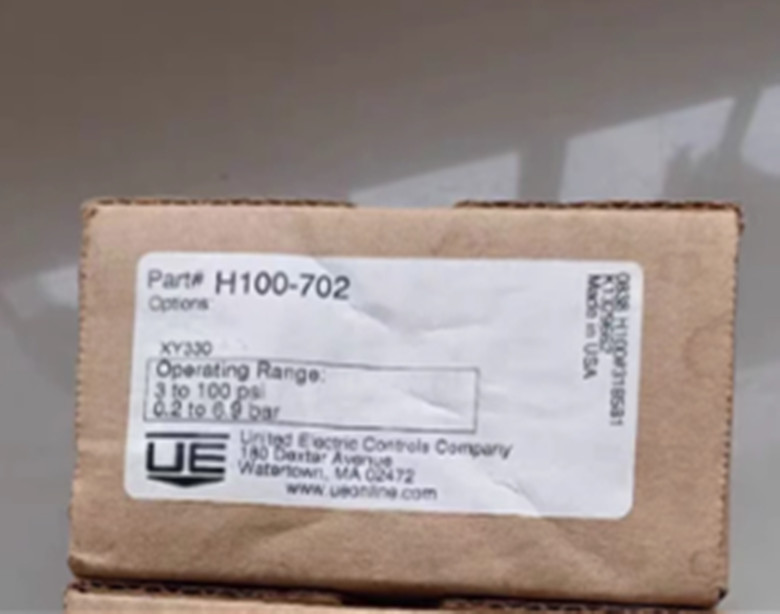 Part# H100-702
Options
XY330
Operating Range:
3 to 100 psi
0.2 to 6.9 bar
UE
United Electric Controls Company
180 Dexter Avenue
Watertown, MA 02472
www.ueonline.com
Made in USA